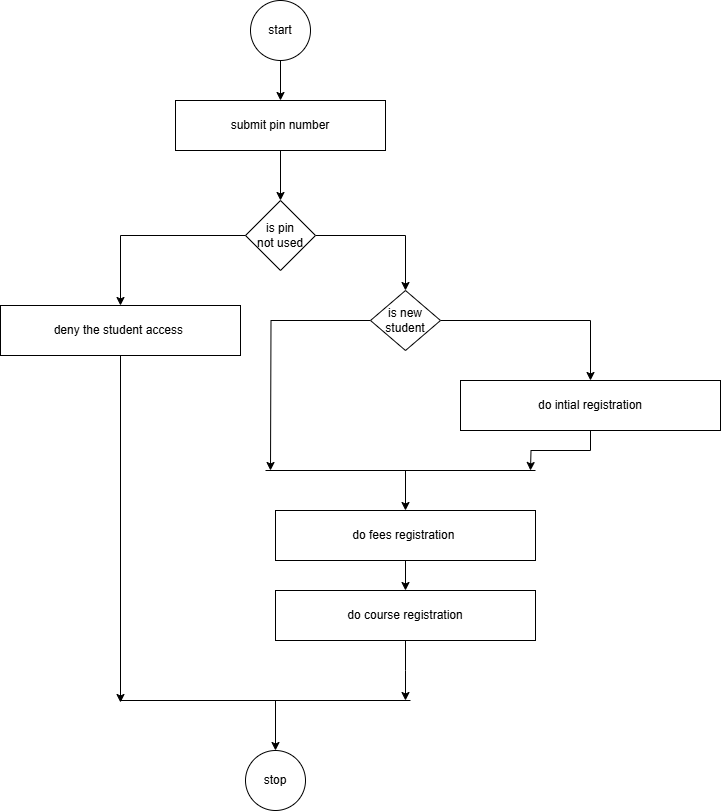 start
submit pin number
is pin
not used
is new
student
deny the student access
do intial registration
do fees registration
do course registration
stop